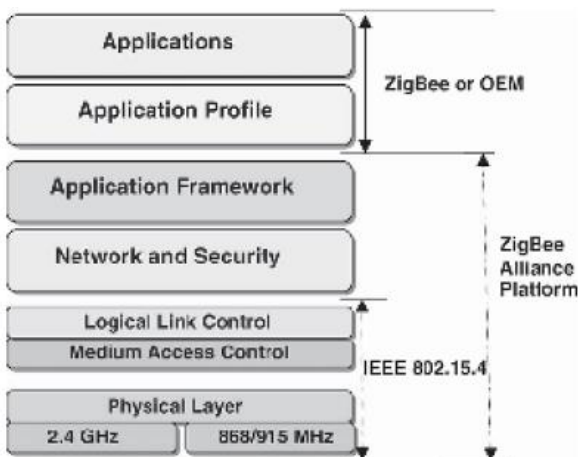 Applications
Application Profile
ZigBee or OEM
Application Framework
Network and Security
ZigBee
Alliance
Platform
Logical Link Control
Medium Access Control
IEEE 802.15.4
Physical Layer
2.4 GHz
868/915 MHz